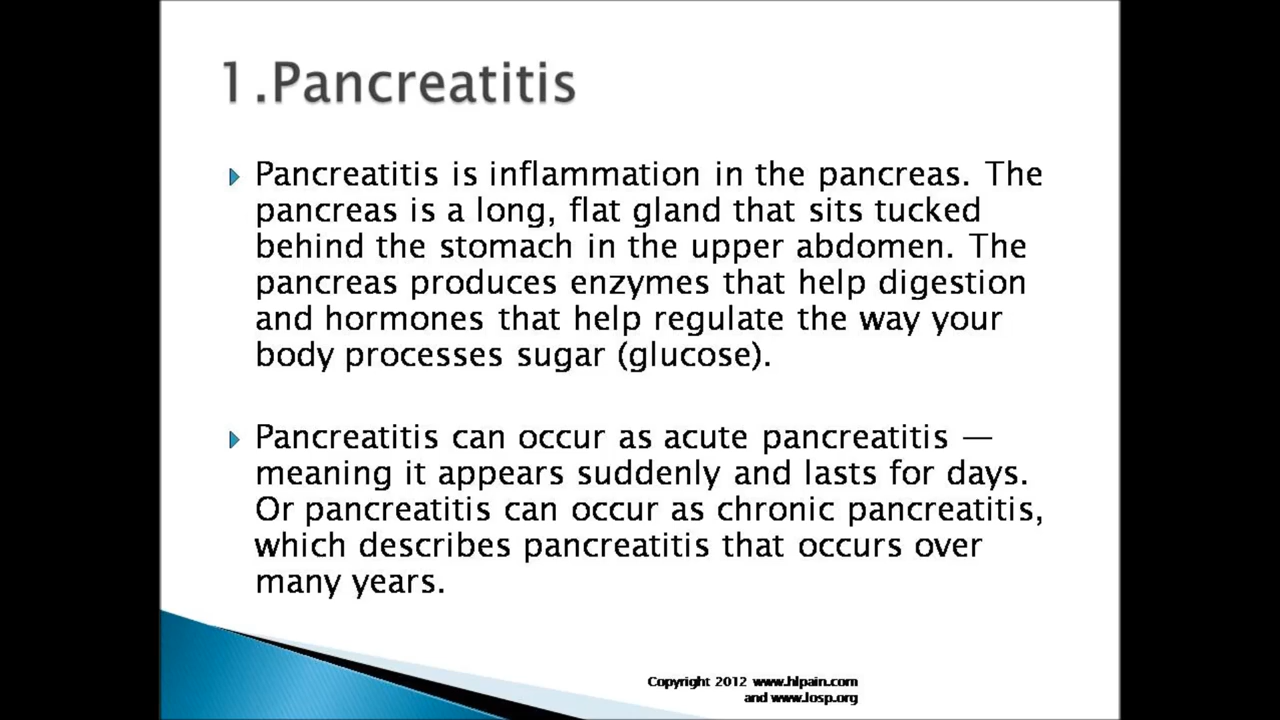 1.Pancreatitis
Pancreatitis is inflammation in the pancreas. The
pancreas is a long, flat gland that sits tucked
behind the stomach in the upper abdomen. The
pancreas produces enzymes that help digestion
and hormones that help regulate the way your
body processes sugar (glucose).
Pancreatitis can occur as acute pancreatitis —
meaning it appears suddenly and lasts for days.
Or pancreatitis can occur as chronic pancreatitis,
which describes pancreatitis that occurs over
many years.
Copyright 2012 www.hlpain.com
and www.losp.org